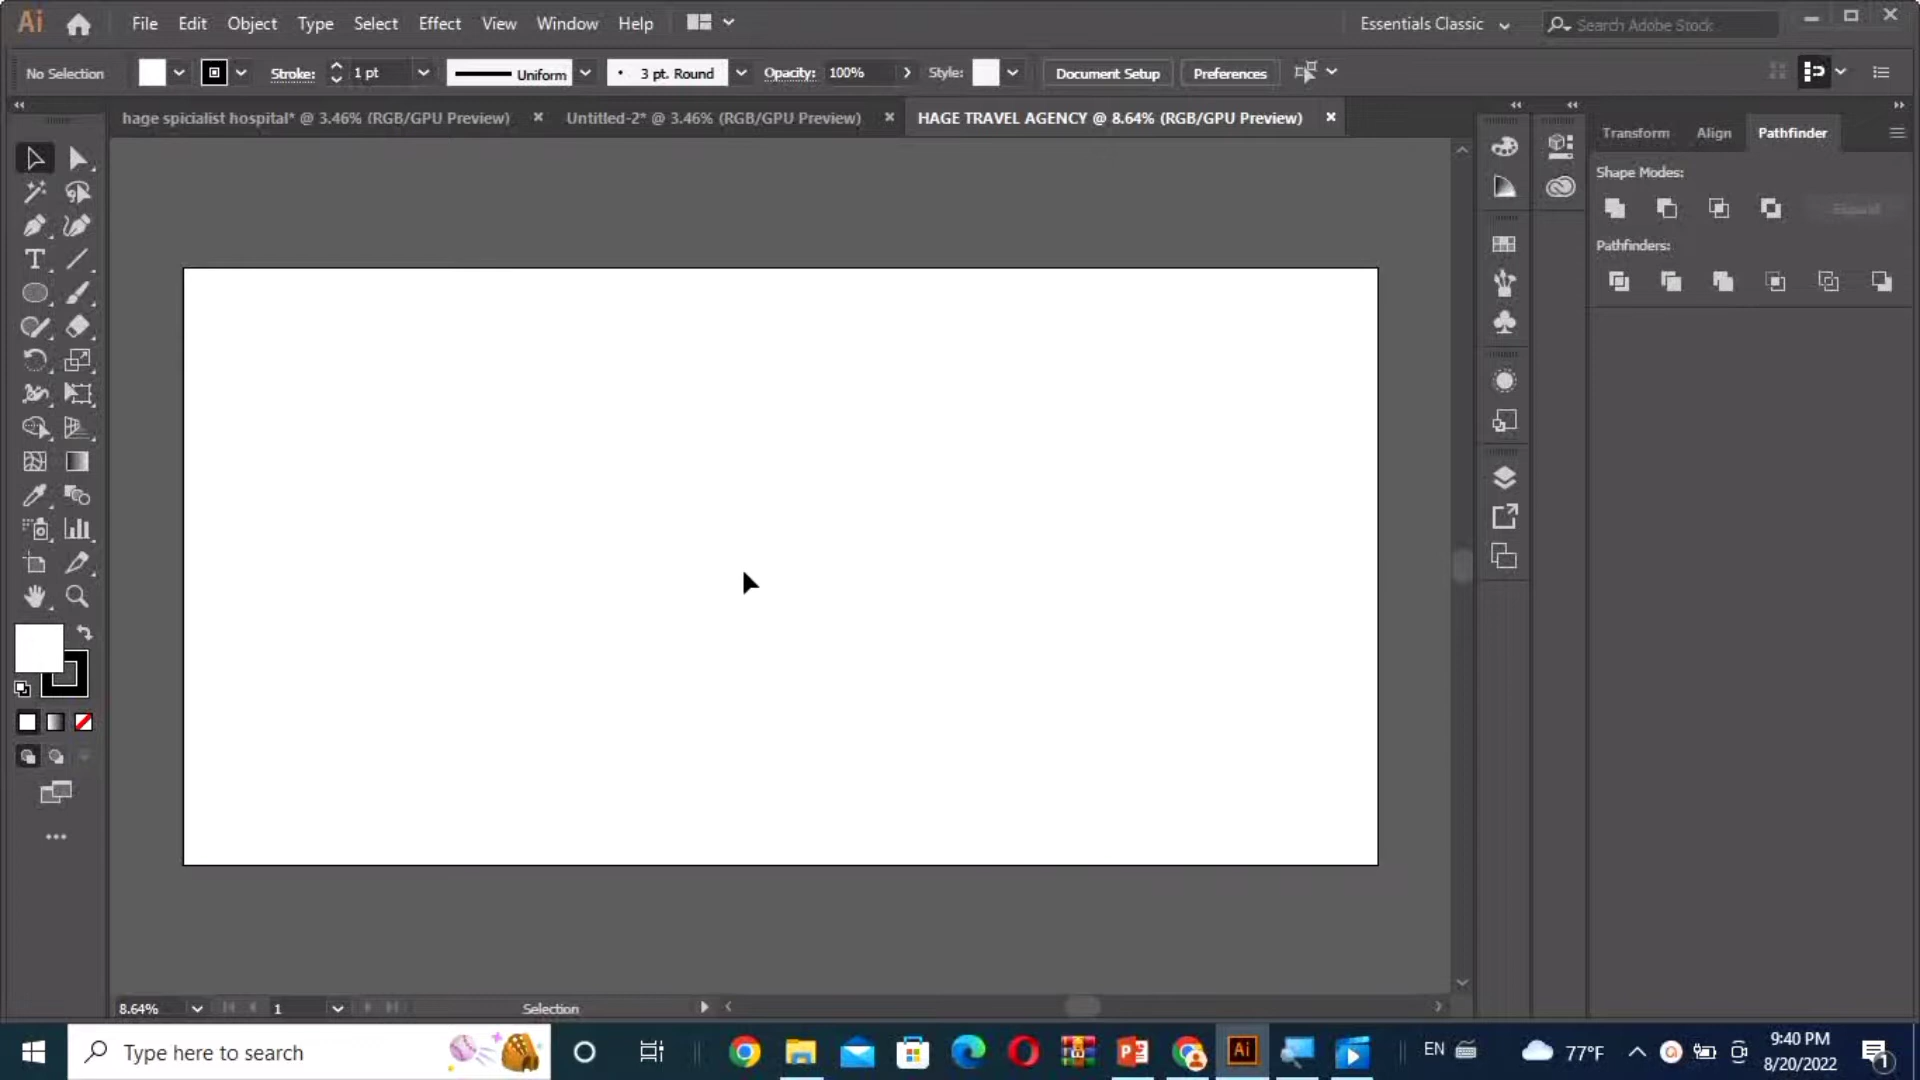 Ai File Edit Object Type Select Effect View Window Help Essentials Classic Search Adobe Stock
No Selection Stroke: 1 pt Uniform 3 pt. Round Opacity: 100% Style: Document Setup Preferences
hage spicialist hospital* @ 3.46% (RGB/GPU Preview) × Untitled-2* @ 3.46% (RGB/GPU Preview) × HAGE TRAVEL AGENCY @ 8.64% (RGB/GPU Preview) ×
Transform Align Pathfinder
Shape Modes:
Expand
Pathfinders:
8.64% 1 Selection
Type here to search
Ai
EN
77°F
9:40 PM
8/20/2022
1